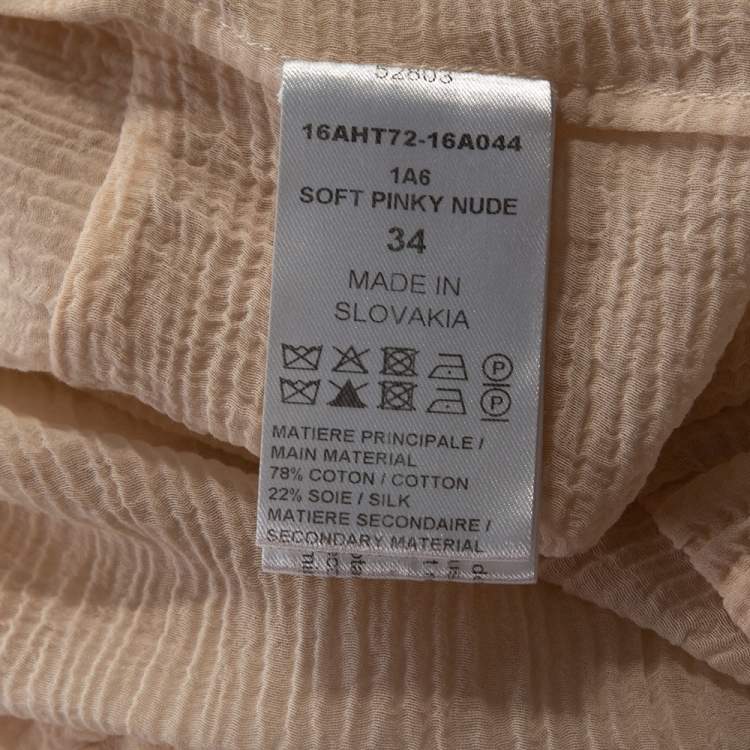 52803
16AHT72-16A044
1A6
SOFT PINKY NUDE
34
MADE IN
SLOVAKIA
P
P
MATIERE PRINCIPALE /
MAIN MATERIAL
78% COTON / COTTON
22% SOIE / SILK
MATIERE SECONDAIRE /
SECONDARY MATERIAL